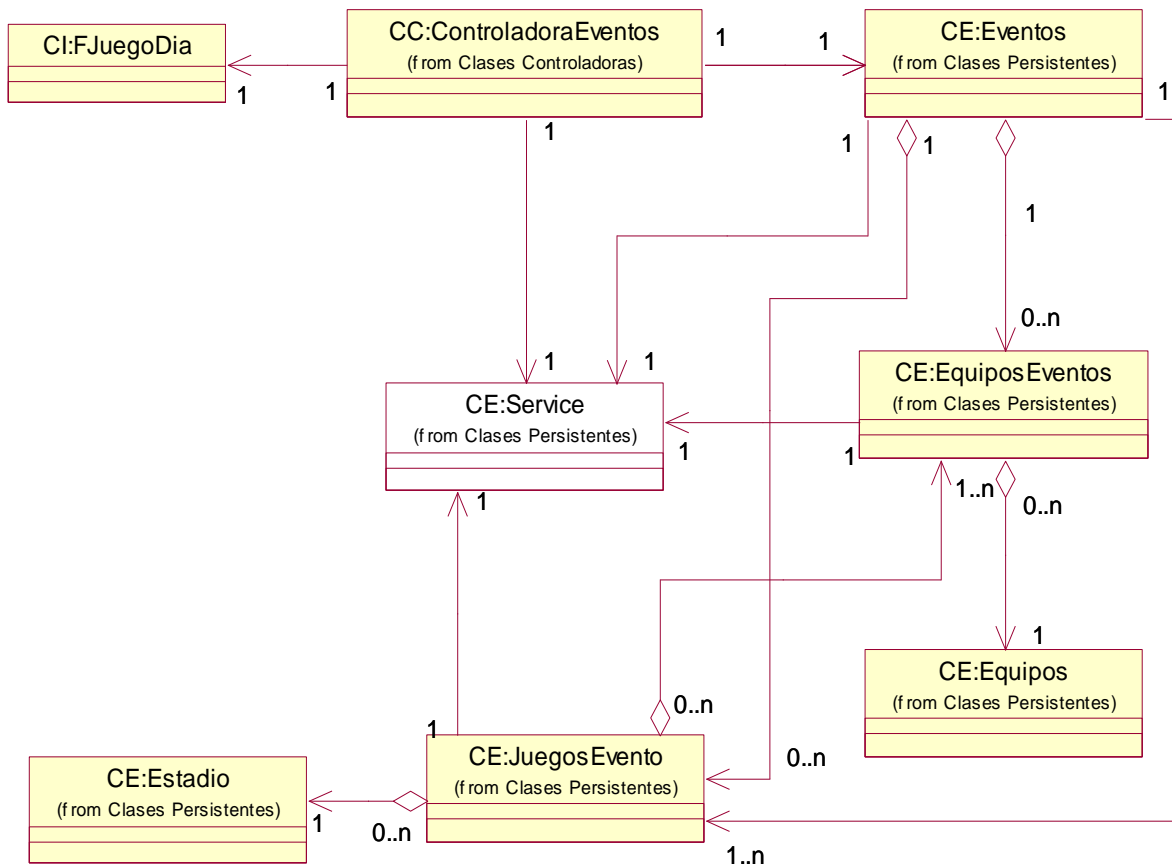 CI:FJuegoDia
CC:ControladoraEventos
(from Clases Controladoras)
CE:Eventos
(from Clases Persistentes)
1
1
1
1
1
1
1
1
1
0..n
1
1
CE:Service
(from Clases Persistentes)
CE:EquiposEventos
(from Clases Persistentes)
1
1
1..n
0..n
1
1
CE:Equipos
(from Clases Persistentes)
0..n
1
CE:JuegosEvento
(from Clases Persistentes)
0..n
CE:Estadio
(from Clases Persistentes)
1
0..n
1..n